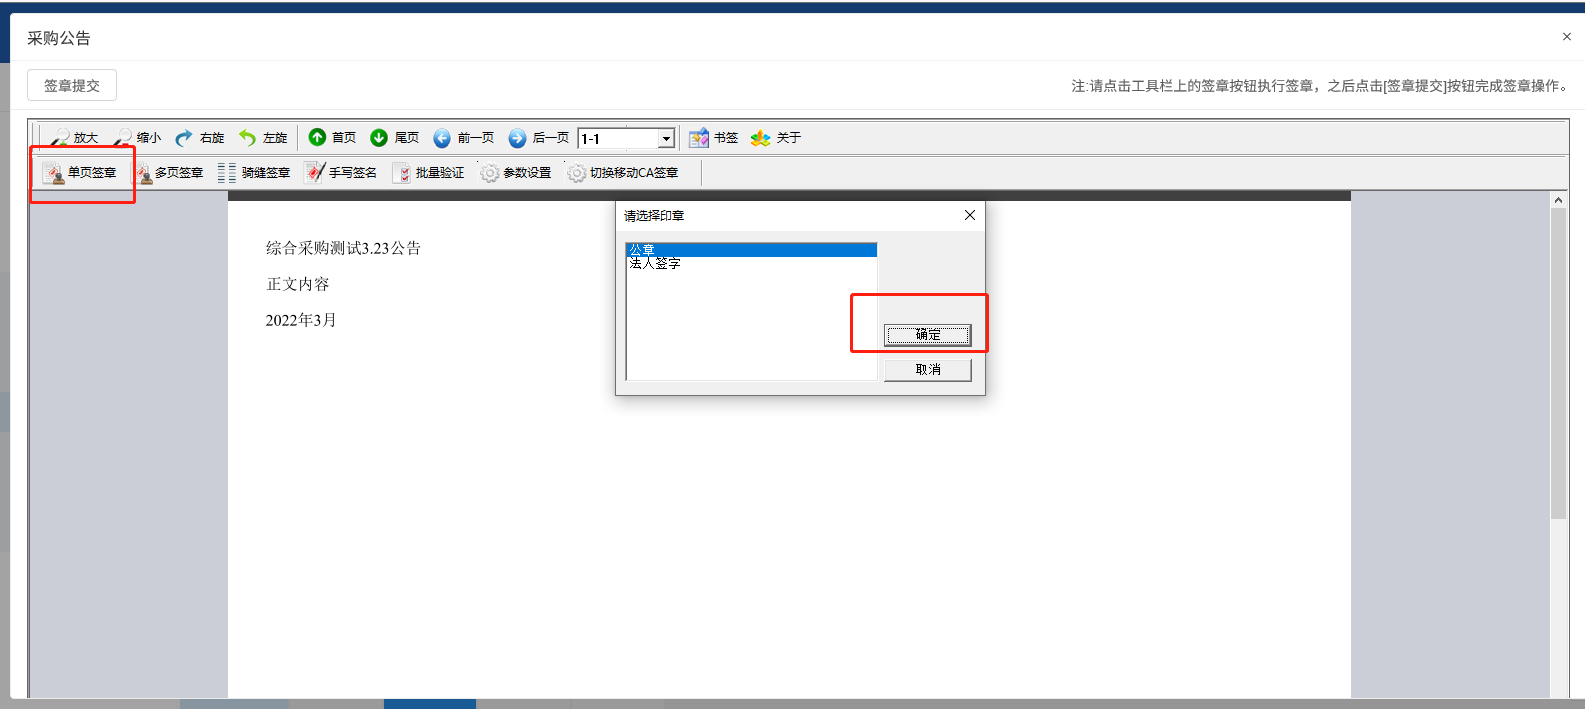 采购公告
×
签章提交
注:请点击工具栏上的签章按钮执行签章，之后点击[签章提交]按钮完成签章操作。
放大 缩小 右旋 左旋 首页 尾页 前一页 后一页 1-1 书签 关于
单页签章 多页签章 骑缝签章 手写签名 批量验证 参数设置 切换移动CA签章
请选择印章
公章
法人签字
确定
取消
综合采购测试3.23公告
正文内容
2022年3月